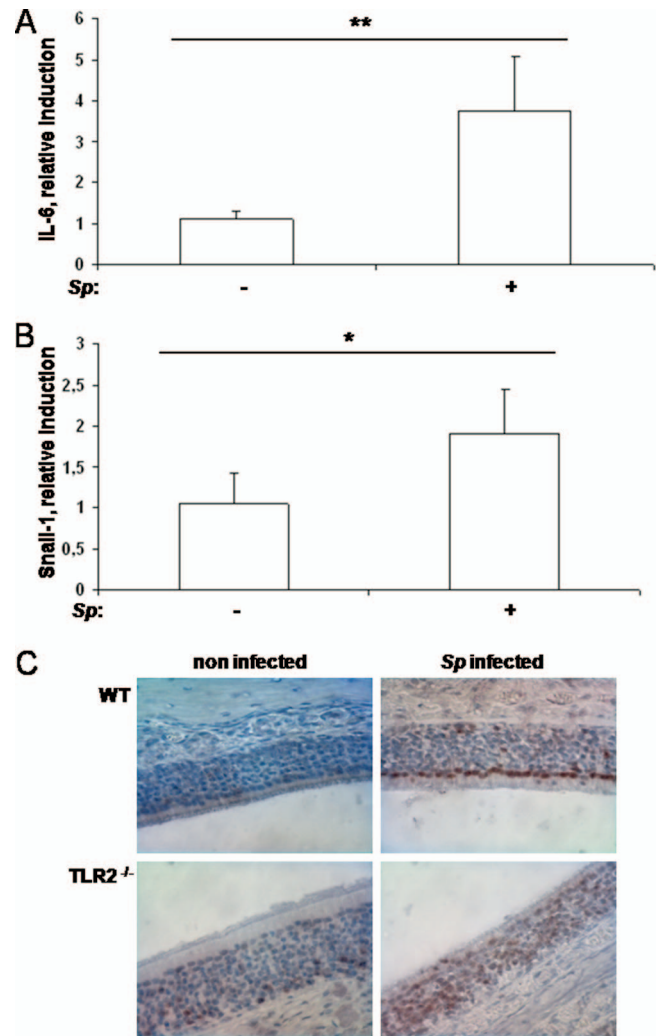 A
IL-6, relative induction
6
5
4
3
2
1
0
**
Sp: - +
B
Snail-1, relative induction
3
2,5
2
1,5
1
0,5
0
*
Sp: - +
C
non infected Sp infected
WT
TLR2 -/-